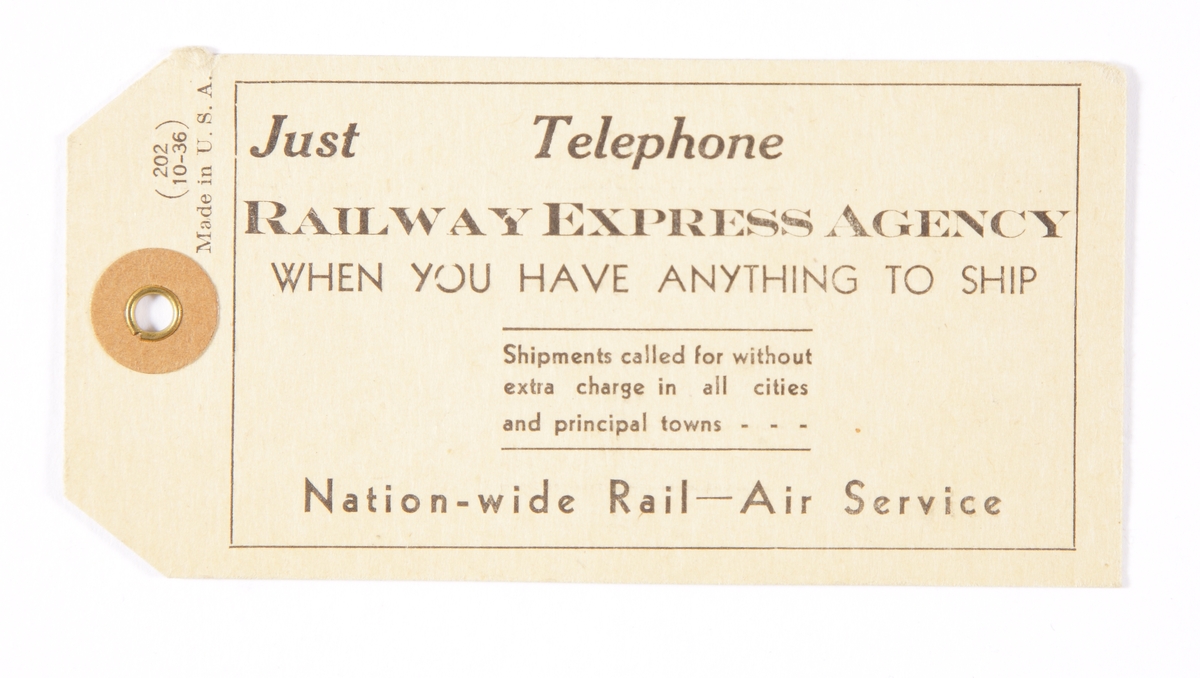 Just Telephone
RAILWAY EXPRESS AGENCY
WHEN YOU HAVE ANYTHING TO SHIP
Shipments called for without
extra charge in all cities
and principal towns - - -
Nation-wide Rail—Air Service
(202
10-36)
Made in U. S. A.